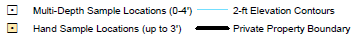 Multi-Depth Sample Locations (0-4') 2-ft Elevation Contours
Hand Sample Locations (up to 3') Private Property Boundary